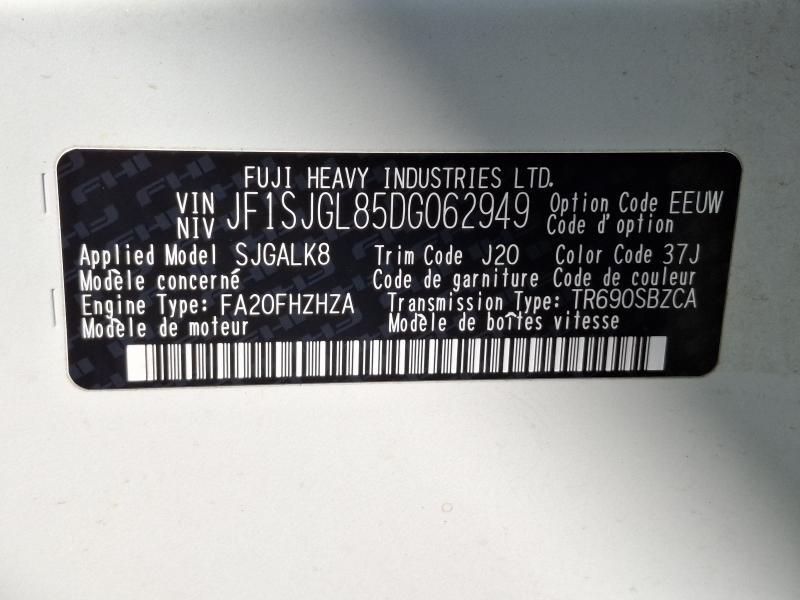 FUJI HEAVY INDUSTRIES LTD.
VIN
NIV
JF1SJGL85DG062949
Option Code EEUW
Code d'option
Applied Model SJGALK8
Modèle concerné
Trim Code J20
Code de garniture
Color Code 37J
Code de couleur
Engine Type: FA20FHZHZA
Modèle de moteur
Transmission Type: TR690SBZCA
Modèle de boîtes vitesse
FHI